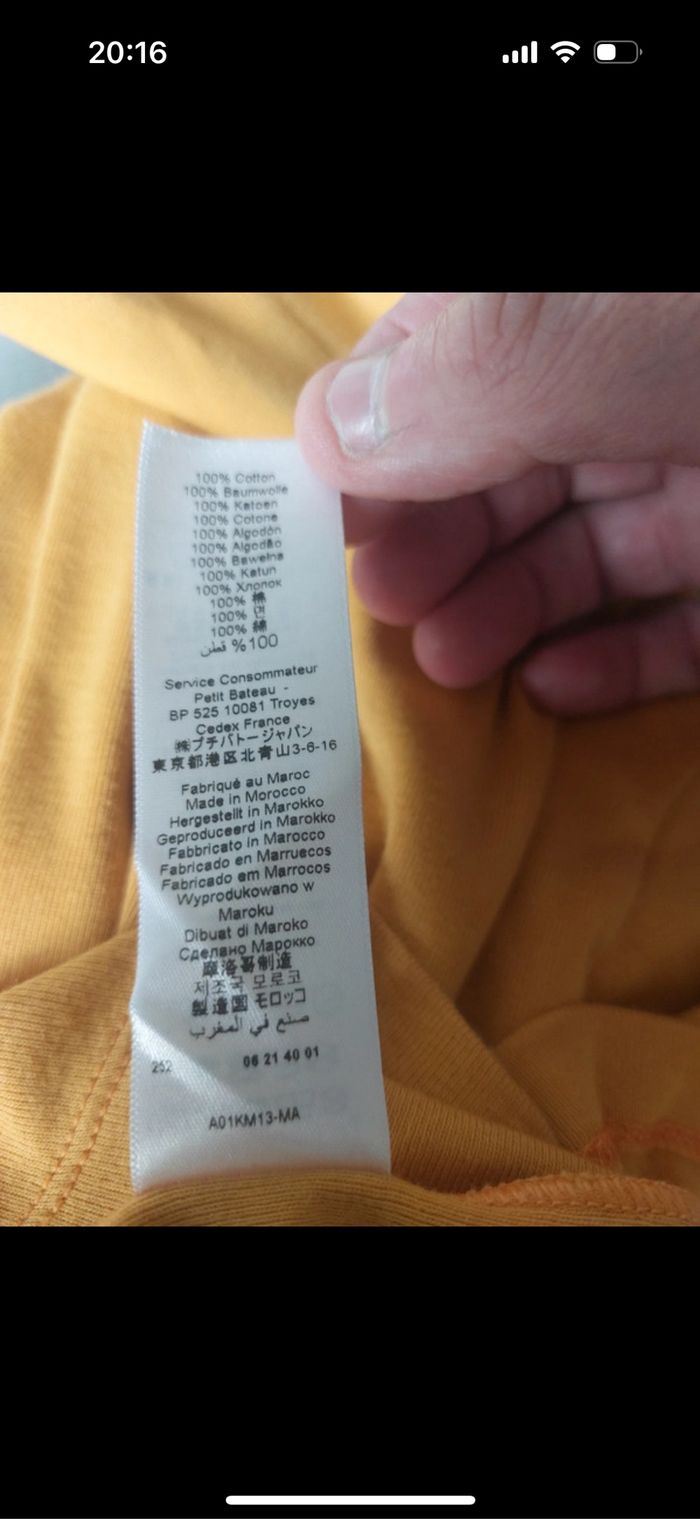 20:16
100% Cotton
100% Baumwolle
100% Katoen
100% Cotone
100% Algodón
100% Algodão
100% Bawełna
100% Katun
100% Хлопок
100% 棉
100% 면
100% 綿
100% قطن
Service Consommateur
Petit Bateau -
BP 525 10081 Troyes
Cedex France
㈱プチバトージャパン
東京都港区北青山3-6-16
Fabriqué au Maroc
Made in Morocco
Hergestellt in Marokko
Geproduceerd in Marokko
Fabbricato in Marocco
Fabricado en Marruecos
Fabricado em Marrocos
Wyprodukowano w
Maroku
Dibuat di Maroko
Сделано Марокко
摩洛哥制造
제조국 모로코
製造国 モロッコ
صنع في المغرب
252 06 21 40 01
A01KM13-MA